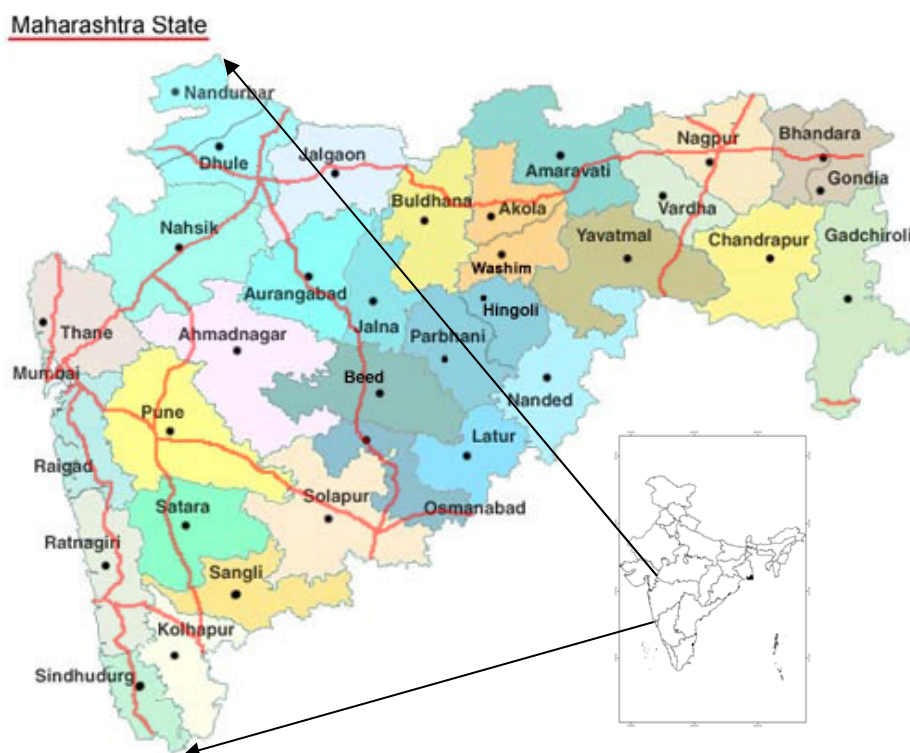 Maharashtra State
Nandurbar
Dhule
Jalgaon
Amaravati
Nagpur
Bhandara
Gondia
Buldhana
Akola
Vardha
Nahsik
Washim
Yavatmal
Chandrapur
Gadchiroli
Aurangabad
Jalna
Hingoli
Thane
Ahmadnagar
Parbhani
Mumbai
Beed
Nanded
Pune
Latur
Raigad
Solapur
Osmanabad
Satara
Ratnagiri
Sangli
Kolhapur
Sindhudurg